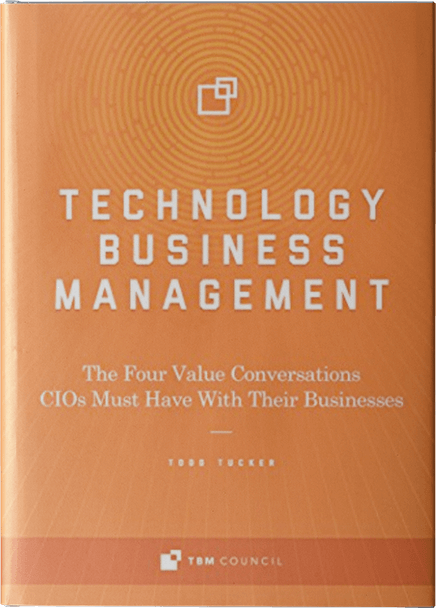 TECHNOLOGY
BUSINESS
MANAGEMENT
The Four Value Conversations
CIOs Must Have With Their Businesses
TODD TUCKER
TBM COUNCIL